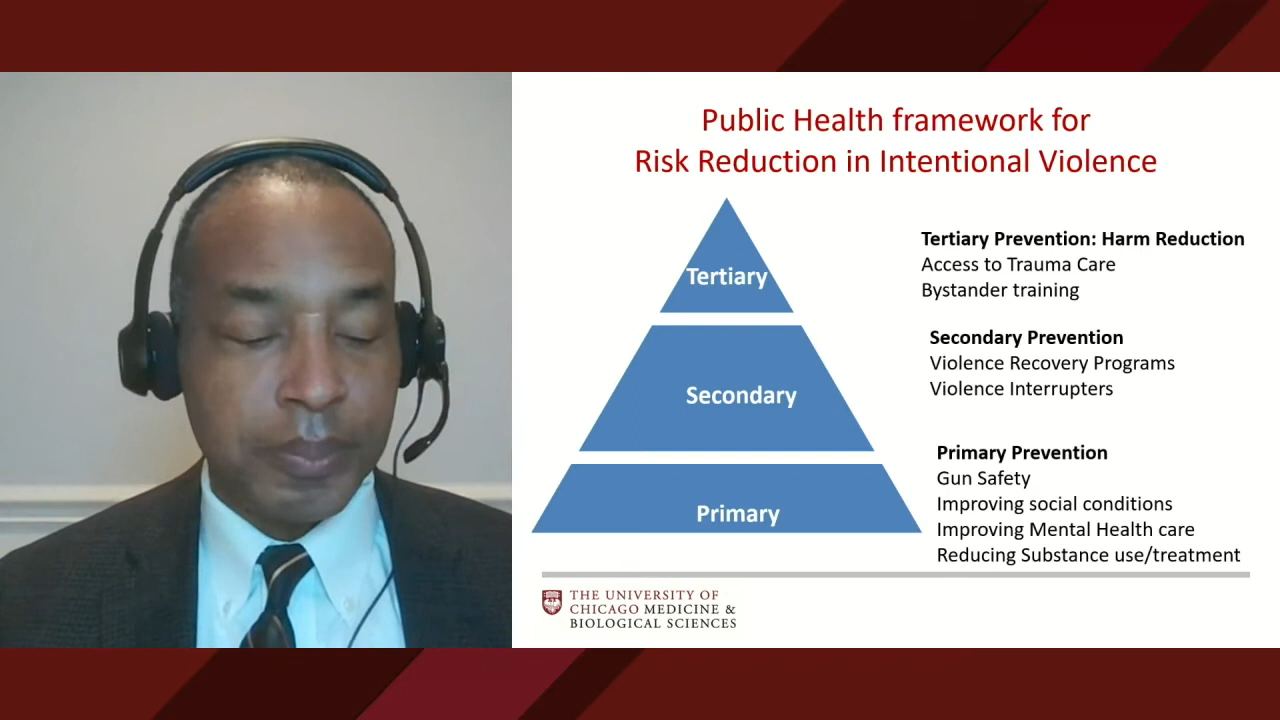 Public Health framework for
Risk Reduction in Intentional Violence
Tertiary
Tertiary Prevention: Harm Reduction
Access to Trauma Care
Bystander training
Secondary
Secondary Prevention
Violence Recovery Programs
Violence Interrupters
Primary
Primary Prevention
Gun Safety
Improving social conditions
Improving Mental Health care
Reducing Substance use/treatment
THE UNIVERSITY OF
CHICAGO MEDICINE &
BIOLOGICAL SCIENCES